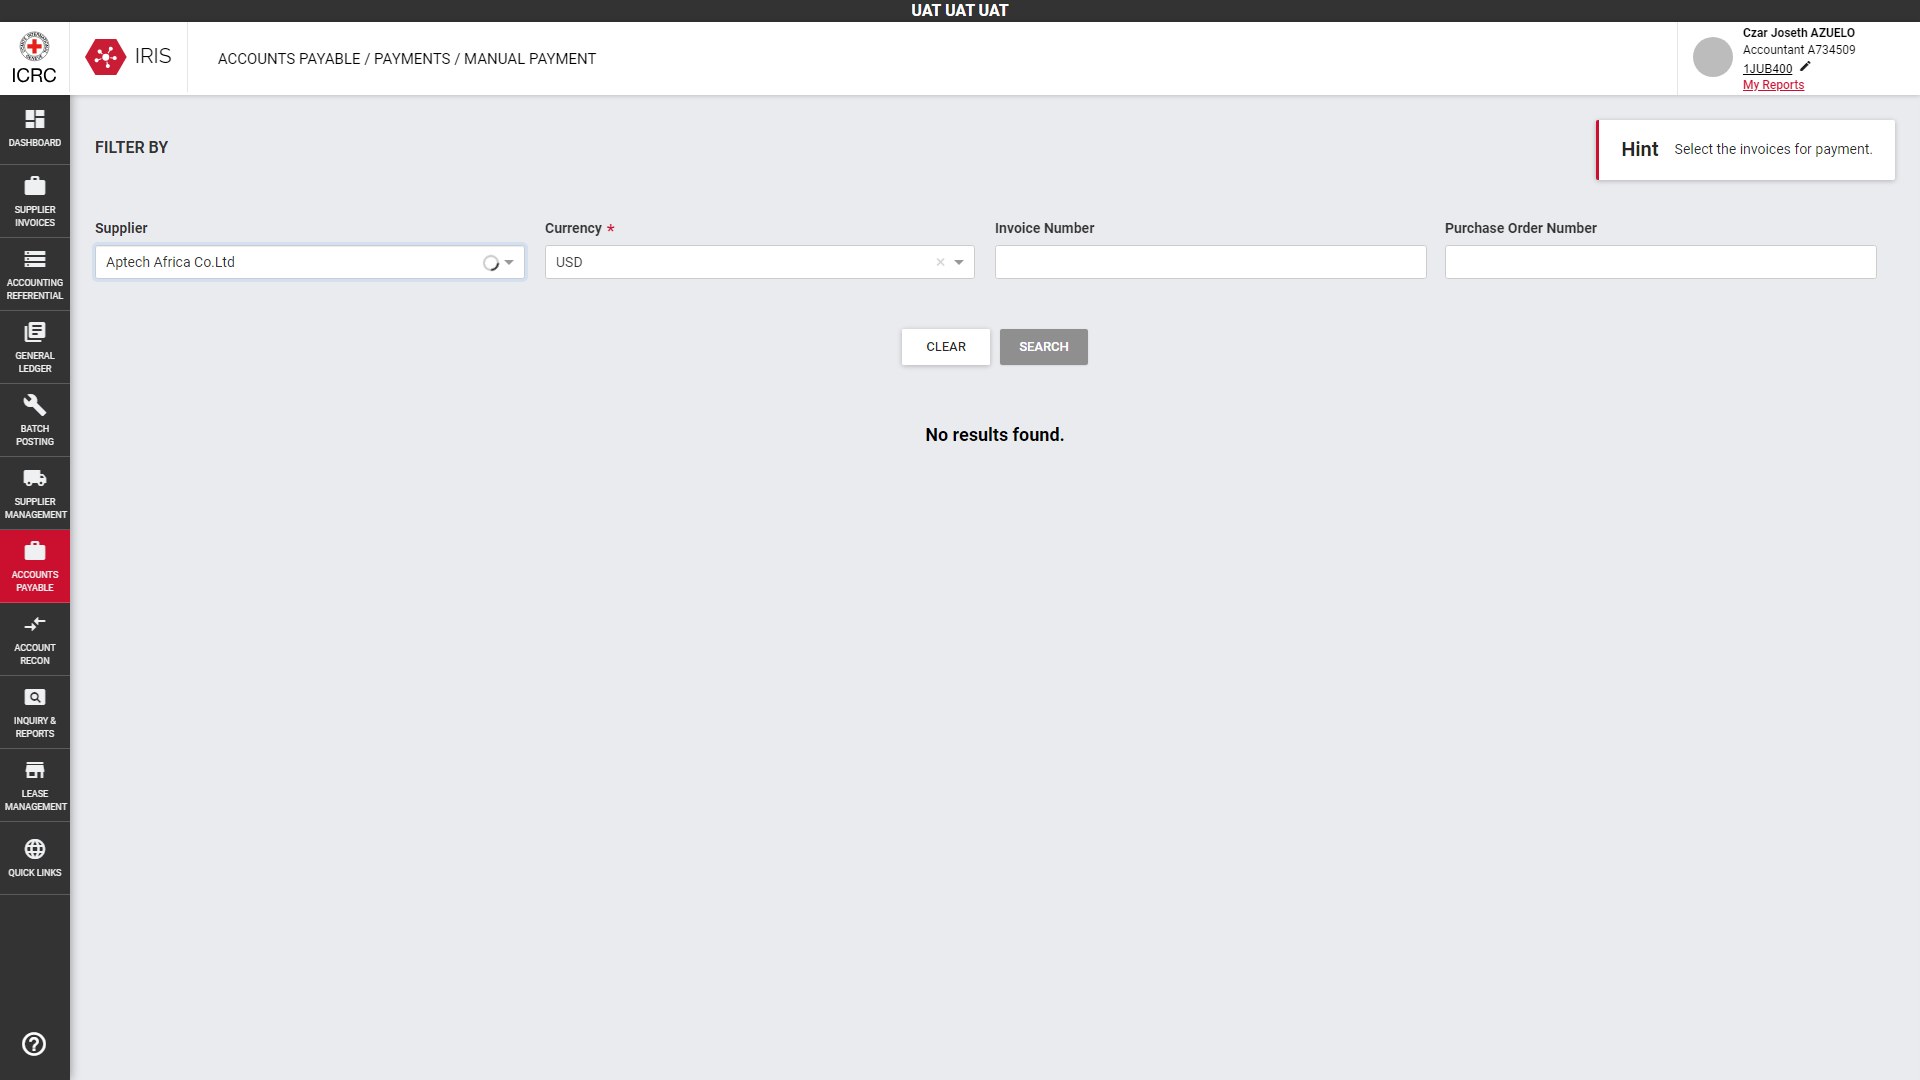 UAT UAT UAT
ICRC
IRIS
ACCOUNTS PAYABLE / PAYMENTS / MANUAL PAYMENT
Czar Joseth AZUELO
Accountant A734509
1JUB400
My Reports
DASHBOARD
SUPPLIER
INVOICES
ACCOUNTING
REFERENTIAL
GENERAL
LEDGER
BATCH
POSTING
SUPPLIER
MANAGEMENT
ACCOUNTS
PAYABLE
ACCOUNT
RECON
INQUIRY &
REPORTS
LEASE
MANAGEMENT
QUICK LINKS
FILTER BY
Hint Select the invoices for payment.
Supplier
Currency *
Invoice Number
Purchase Order Number
Aptech Africa Co.Ltd
USD
CLEAR
SEARCH
No results found.